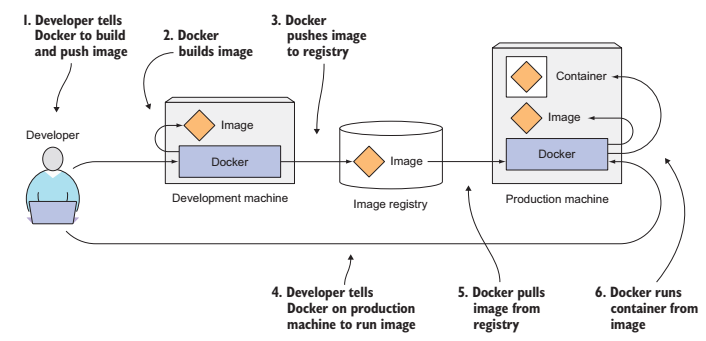 1. Developer tells
Docker to build
and push image
2. Docker
builds image
3. Docker
pushes image
to registry
Developer
Image
Docker
Development machine
Image
Image registry
Container
Image
Docker
Production machine
4. Developer tells
Docker on production
machine to run image
5. Docker pulls
image from
registry
6. Docker runs
container from
image